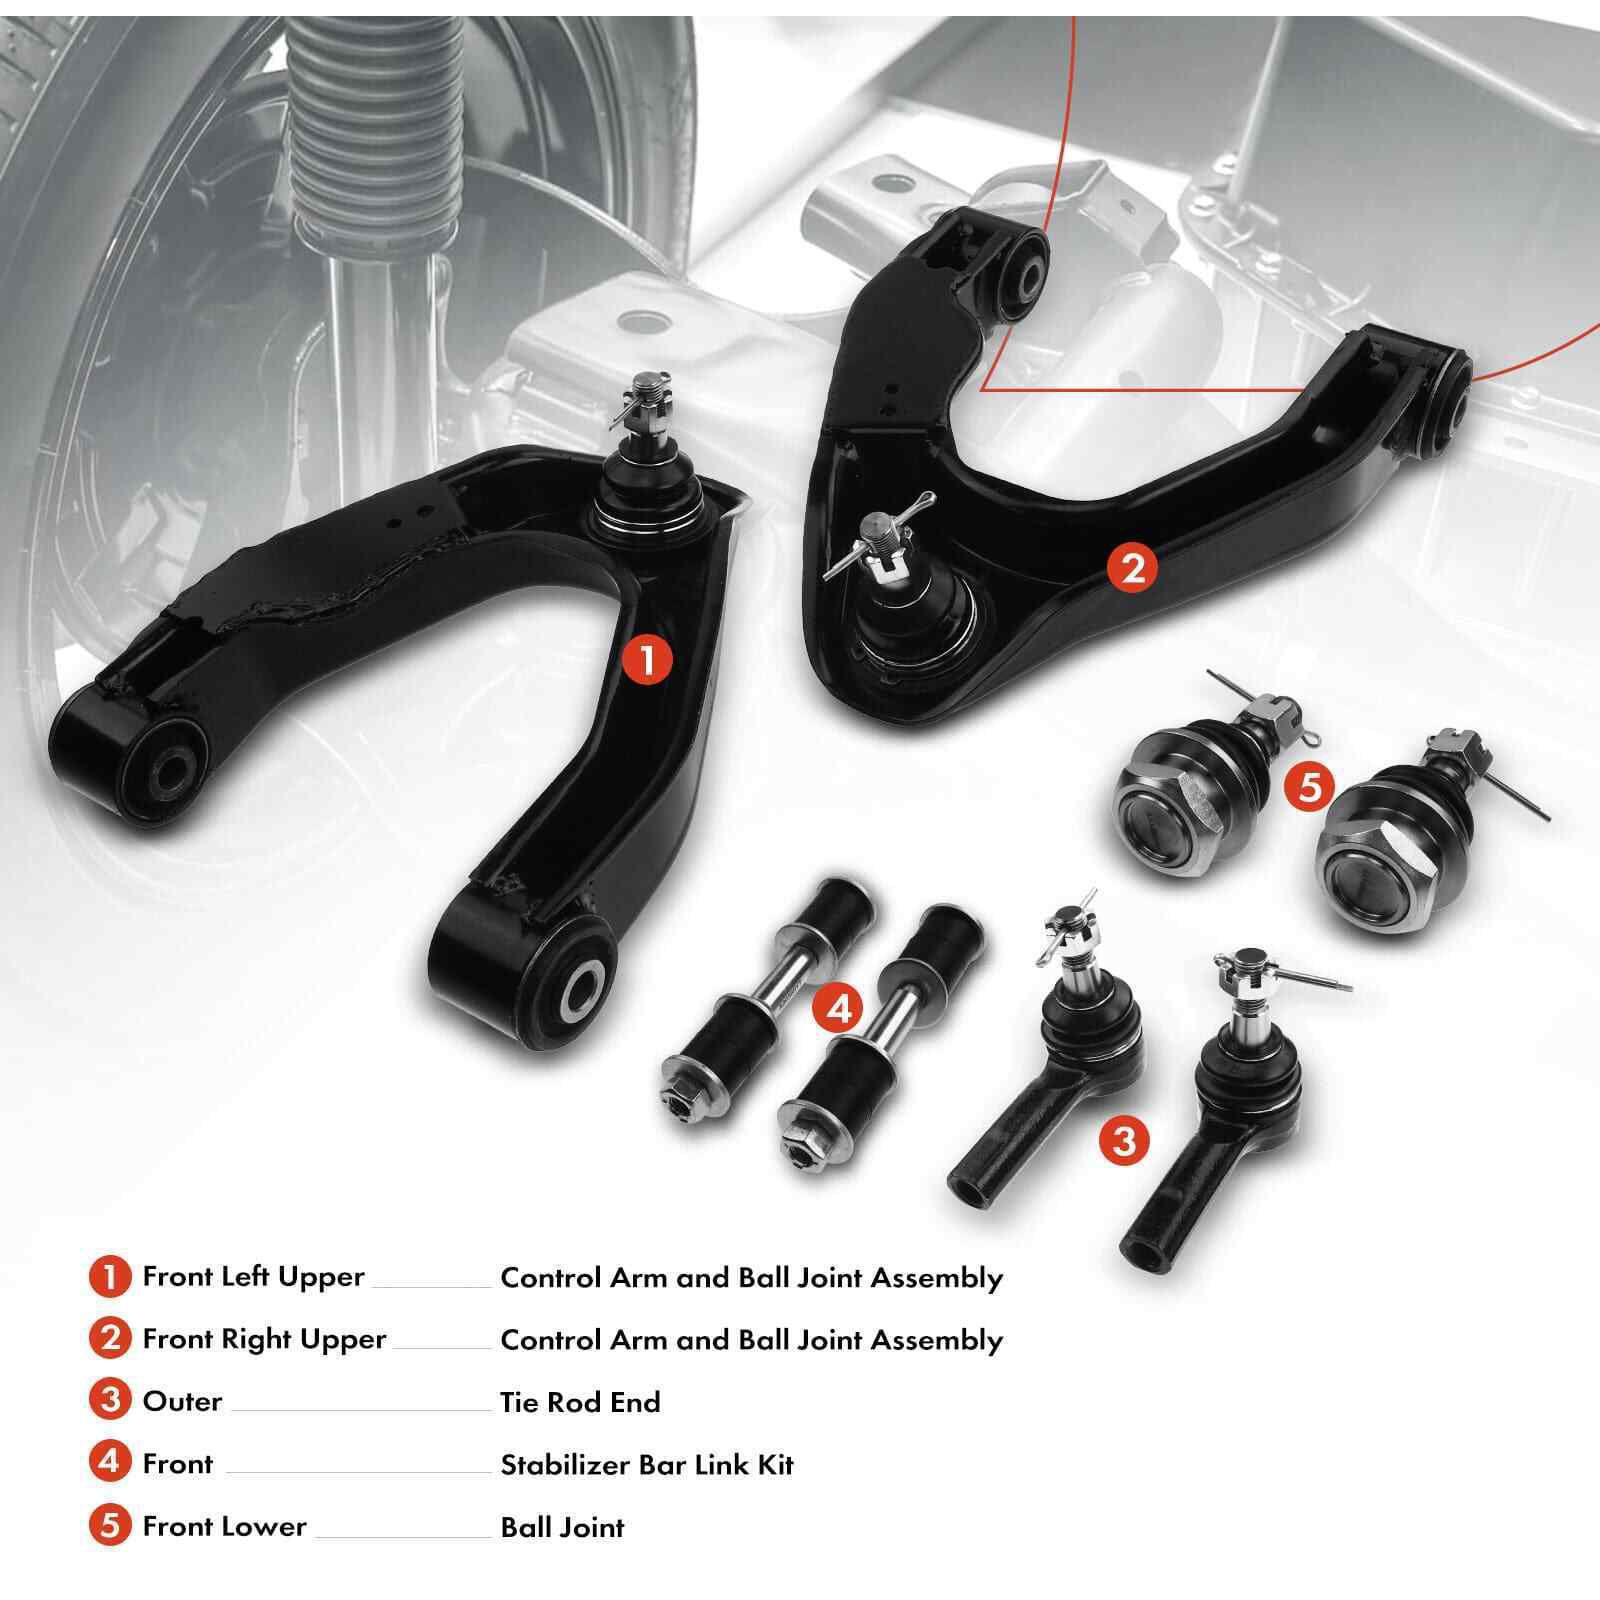 1
2
5
4
3
1 Front Left Upper Control Arm and Ball Joint Assembly
2 Front Right Upper Control Arm and Ball Joint Assembly
3 Outer Tie Rod End
4 Front Stabilizer Bar Link Kit
5 Front Lower Ball Joint